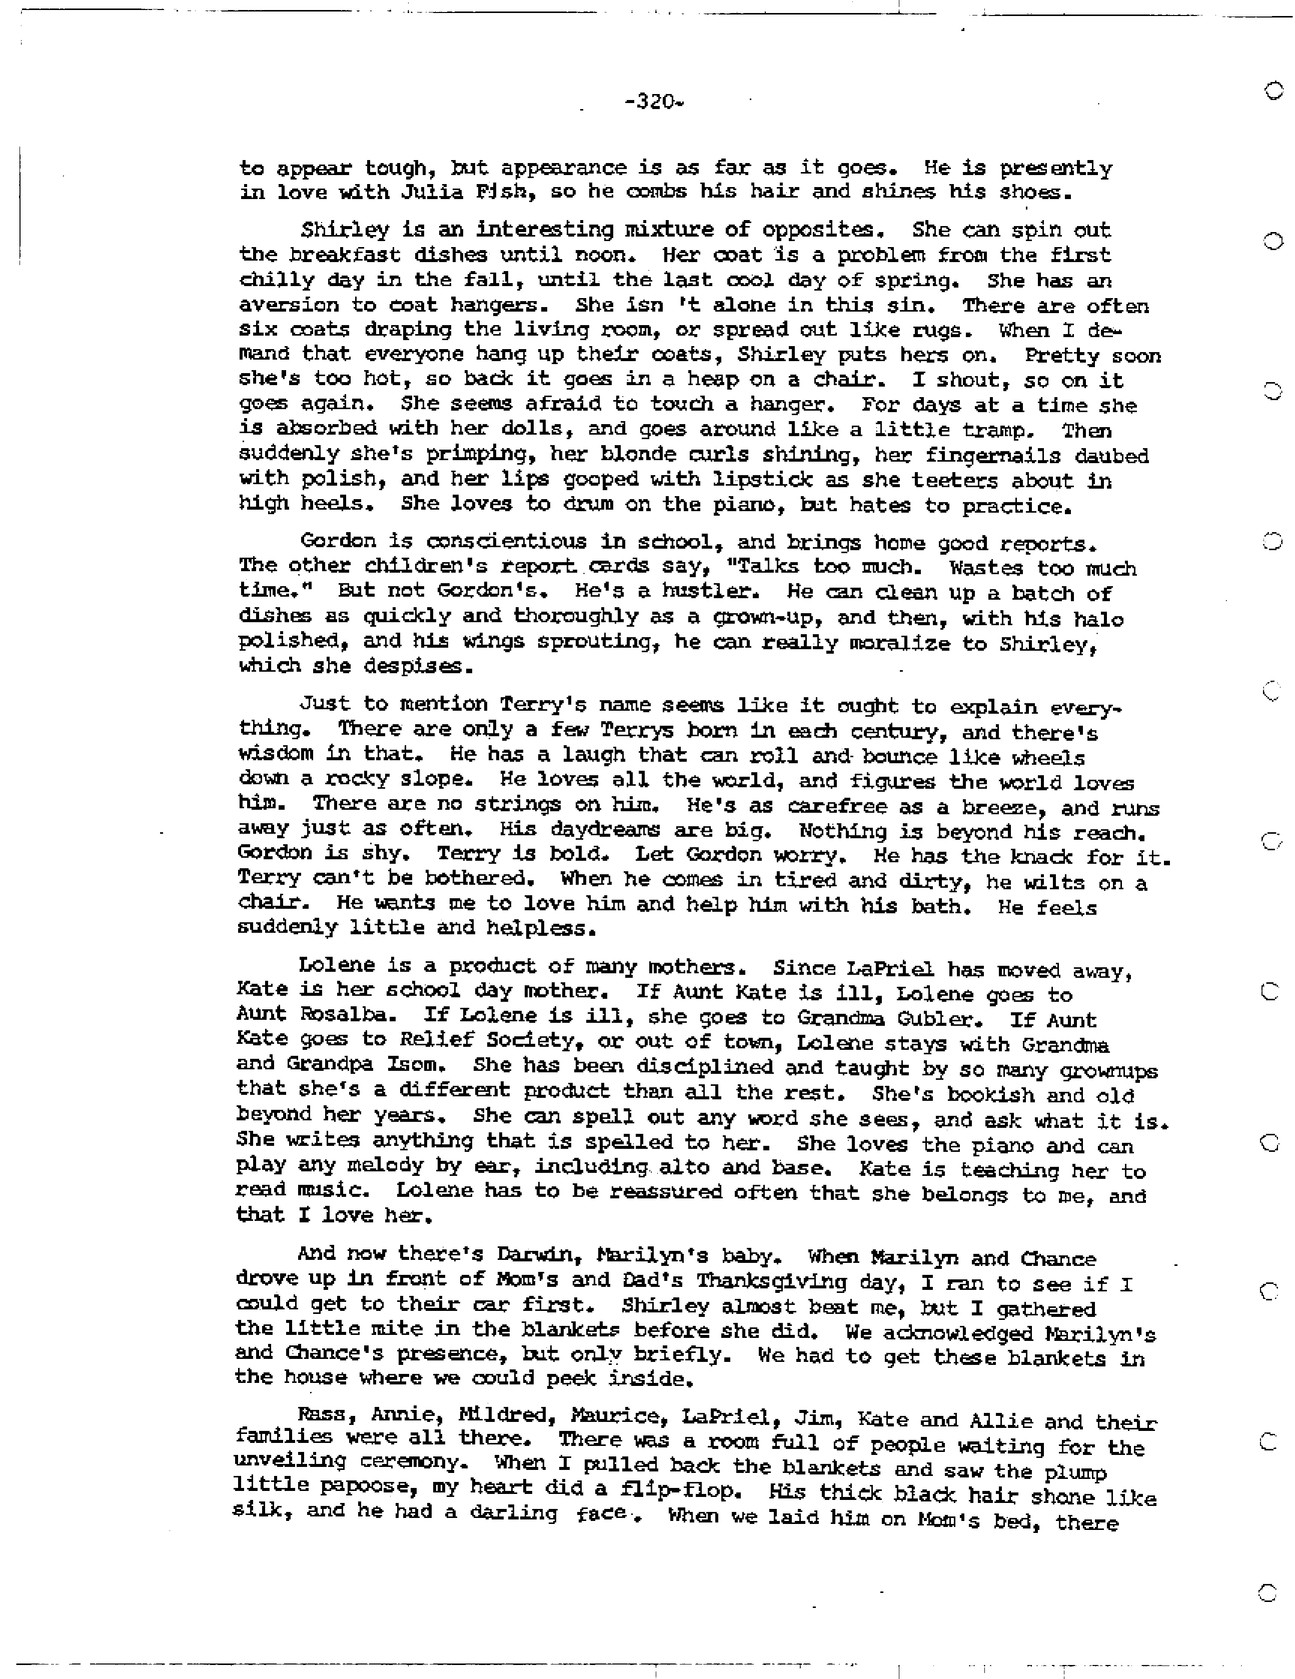 -320-
to appear tough, but appearance is as far as it goes. He is presently
in love with Julia Fish, so he combs his hair and shines his shoes.
Shirley is an interesting mixture of opposites. She can spin out
the breakfast dishes until noon. Her coat is a problem from the first
chilly day in the fall, until the last cool day of spring. She has an
aversion to coat hangers. She isn 't alone in this sin. There are often
six coats draping the living room, or spread out like rugs. When I de-
mand that everyone hang up their coats, Shirley puts hers on. Pretty soon
she's too hot, so back it goes in a heap on a chair. I shout, so on it
goes again. She seems afraid to touch a hanger. For days at a time she
is absorbed with her dolls, and goes around like a little tramp. Then
suddenly she's primping, her blonde curls shining, her fingernails daubed
with polish, and her lips gooped with lipstick as she teeters about in
high heels. She loves to drum on the piano, but hates to practice.
Gordon is conscientious in school, and brings home good reports.
The other children's report cards say, "Talks too much. Wastes too much
time." But not Gordon's. He's a hustler. He can clean up a batch of
dishes as quickly and thoroughly as a grown-up, and then, with his halo
polished, and his wings sprouting, he can really moralize to Shirley,
which she despises.
Just to mention Terry's name seems like it ought to explain every-
thing. There are only a few Terrys born in each century, and there's
wisdom in that. He has a laugh that can roll and bounce like wheels
down a rocky slope. He loves all the world, and figures the world loves
him. There are no strings on him. He's as carefree as a breeze, and runs
away just as often. His daydreams are big. Nothing is beyond his reach.
Gordon is shy. Terry is bold. Let Gordon worry. He has the knack for it.
Terry can't be bothered. When he comes in tired and dirty, he wilts on a
chair. He wants me to love him and help him with his bath. He feels
suddenly little and helpless.
Lolene is a product of many mothers. Since LaPriel has moved away,
Kate is her school day mother. If Aunt Kate is ill, Lolene goes to
Aunt Rosalba. If Lolene is ill, she goes to Grandma Gubler. If Aunt
Kate goes to Relief Society, or out of town, Lolene stays with Grandma
and Grandpa Isom. She has been disciplined and taught by so many grownups
that she's a different product than all the rest. She's bookish and old
beyond her years. She can spell out any word she sees, and ask what it is.
She writes anything that is spelled to her. She loves the piano and can
play any melody by ear, including alto and base. Kate is teaching her to
read music. Lolene has to be reassured often that she belongs to me, and
that I love her.
And now there's Darwin, Marilyn's baby. When Marilyn and Chance
drove up in front of Mom's and Dad's Thanksgiving day, I ran to see if I
could get to their car first. Shirley almost beat me, but I gathered
the little mite in the blankets before she did. We acknowledged Marilyn's
and Chance's presence, but only briefly. We had to get these blankets in
the house where we could peek inside.
Rass, Annie, Mildred, Maurice, LaPriel, Jim, Kate and Allie and their
families were all there. There was a room full of people waiting for the
unveiling ceremony. When I pulled back the blankets and saw the plump
little papoose, my heart did a flip-flop. His thick black hair shone like
silk, and he had a darling face. When we laid him on Mom's bed, there